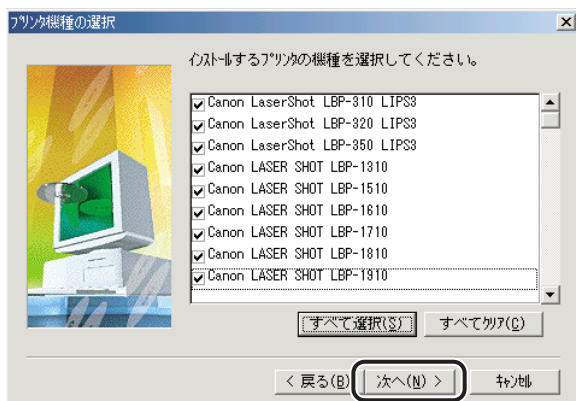 プリンタ機種の選択
インストールするプリンタの機種を選択してください。
Canon LaserShot LBP-310 LIPS3
Canon LaserShot LBP-320 LIPS3
Canon LaserShot LBP-350 LIPS3
Canon LASER SHOT LBP-1310
Canon LASER SHOT LBP-1510
Canon LASER SHOT LBP-1610
Canon LASER SHOT LBP-1710
Canon LASER SHOT LBP-1810
Canon LASER SHOT LBP-1910
すべて選択(S) すべてクリア(C)
< 戻る(B) 次へ(N) > キャンセル